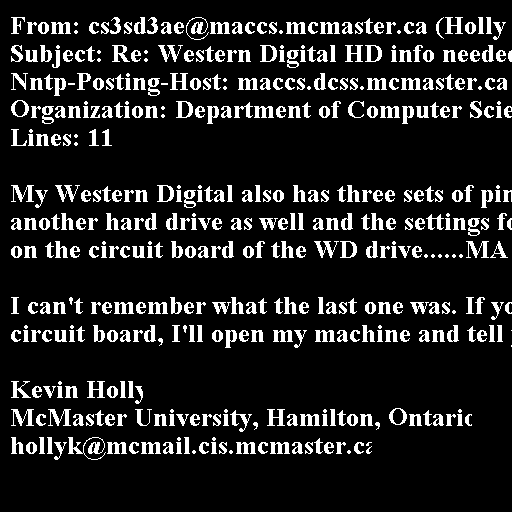 From: cs3sd3ae@maccs.mcmaster.ca (Holly
Subject: Re: Western Digital HD info needed
Nntp-Posting-Host: maccs.dcss.mcmaster.ca
Organization: Department of Computer Scie
Lines: 11
My Western Digital also has three sets of pin
another hard drive as well and the settings fo
on the circuit board of the WD drive......MA
I can't remember what the last one was. If yo
circuit board, I'll open my machine and tell
Kevin Holly
McMaster University, Hamilton, Ontario
hollyk@mcmail.cis.mcmaster.ca